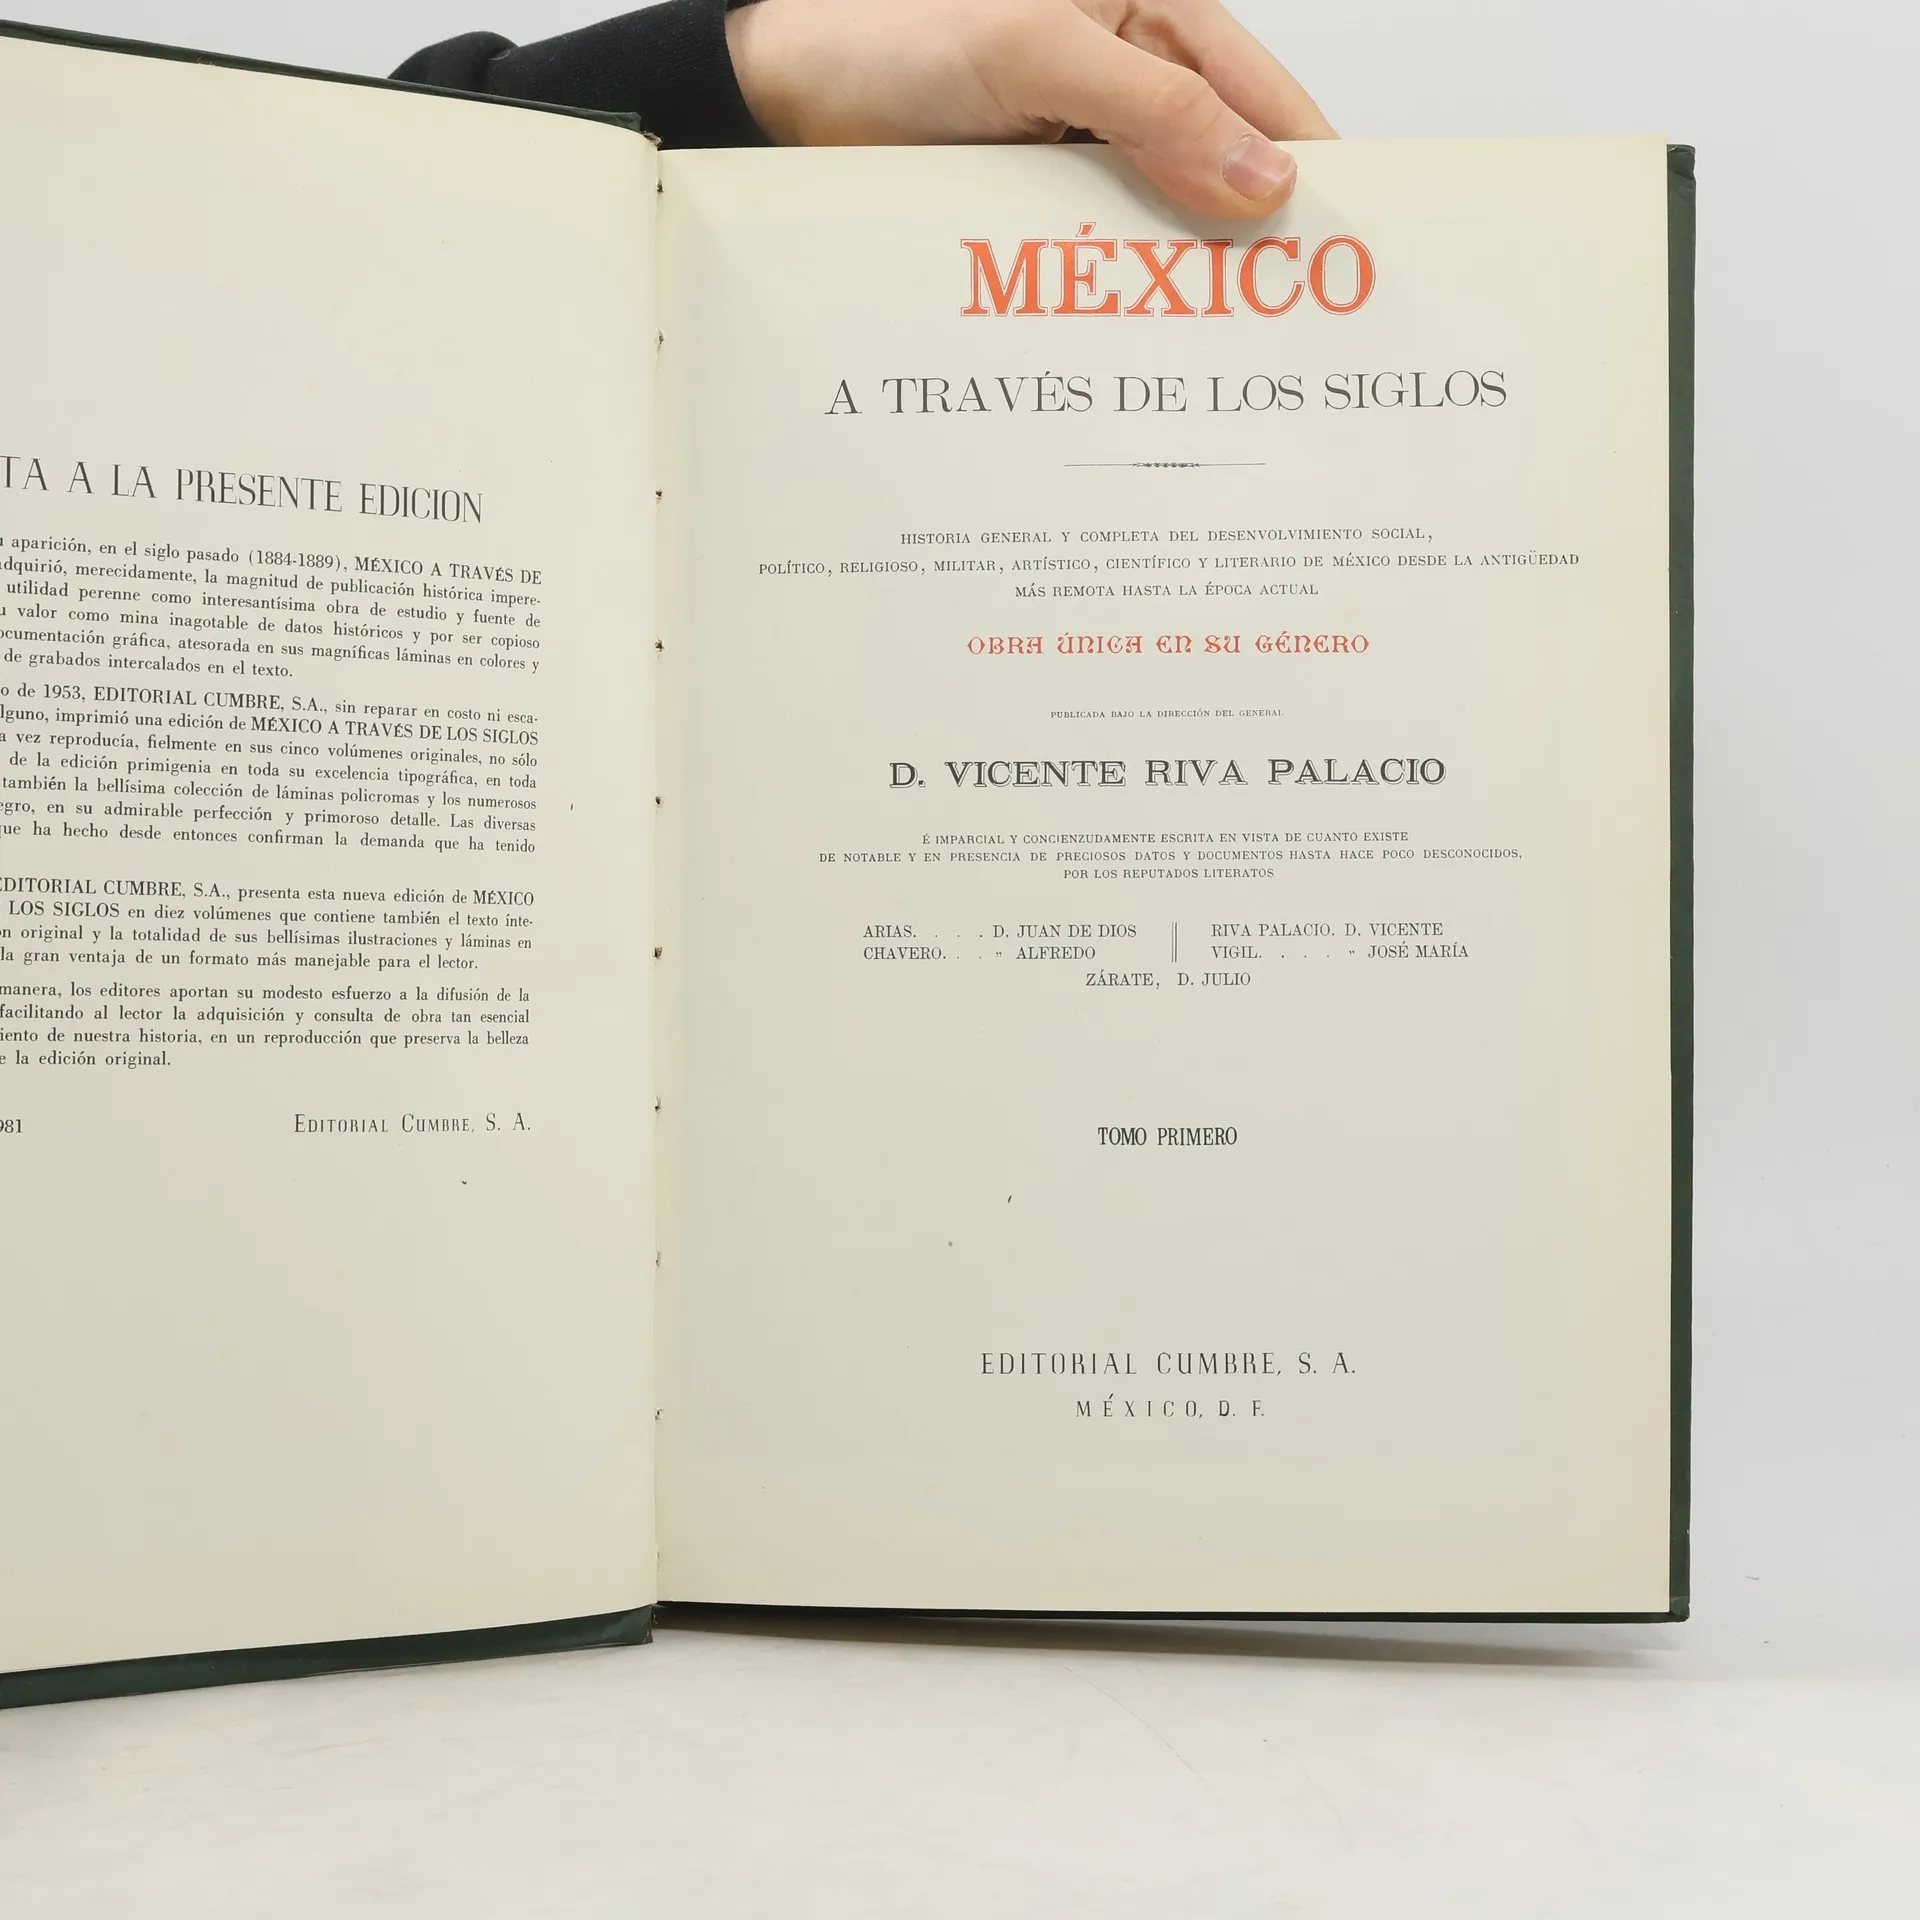 TA A LA PRESENTE EDICION
aparición, en el siglo pasado (1884-1889), MÉXICO A TRAVÉS DE
adquirió, merecidamente, la magnitud de publicación histórica impere-
utilidad perenne como interesantísima obra de estudio y fuente de
valor como mina inagotable de datos históricos y por ser copioso
ocumentación gráfica, atesorada en sus magníficas láminas en colores y
de grabados intercalados en el texto.
o de 1953, EDITORIAL CUMBRE, S.A., sin reparar en costo ni esca-
lguno, imprimió una edición de MÉXICO A TRAVÉS DE LOS SIGLOS
a vez reproducía, fielmente en sus cinco volúmenes originales, no sólo
de la edición primigenia en toda su excelencia tipográfica, en toda
también la bellísima colección de láminas policromas y los numerosos
egro, en su admirable perfección y primoroso detalle. Las diversas
que ha hecho desde entonces confirman la demanda que ha tenido
EDITORIAL CUMBRE, S.A., presenta esta nueva edición de MÉXICO
LOS SIGLOS en diez volúmenes que contiene también el texto ínte-
ón original y la totalidad de sus bellísimas ilustraciones y láminas en
la gran ventaja de un formato más manejable para el lector.
manera, los editores aportan su modesto esfuerzo a la difusión de la
facilitando al lector la adquisición y consulta de obra tan esencial
iento de nuestra historia, en un reproducción que preserva la belleza
e la edición original.
981 EDITORIAL CUMBRE, S. A.
MÉXICO
A TRAVÉS DE LOS SIGLOS
HISTORIA GENERAL Y COMPLETA DEL DESENVOLVIMIENTO SOCIAL,
POLÍTICO, RELIGIOSO, MILITAR, ARTÍSTICO, CIENTÍFICO Y LITERARIO DE MÉXICO DESDE LA ANTIGÜEDAD
MÁS REMOTA HASTA LA ÉPOCA ACTUAL
OBRA ÚNICA EN SU GÉNERO
PUBLICADA BAJO LA DIRECCIÓN DEL GENERAL
D. VICENTE RIVA PALACIO
É IMPARCIAL Y CONCIENZUDAMENTE ESCRITA EN VISTA DE CUANTO EXISTE
DE NOTABLE Y EN PRESENCIA DE PRECIOSOS DATOS Y DOCUMENTOS HASTA HACE POCO DESCONOCIDOS,
POR LOS REPUTADOS LITERATOS
ARIAS. . . . D. JUAN DE DIOS RIVA PALACIO. D. VICENTE
CHAVERO. . . „ ALFREDO VIGIL. . . . „ JOSÉ MARÍA
ZÁRATE, D. JULIO
TOMO PRIMERO
EDITORIAL CUMBRE, S. A.
MÉXICO, D. F.